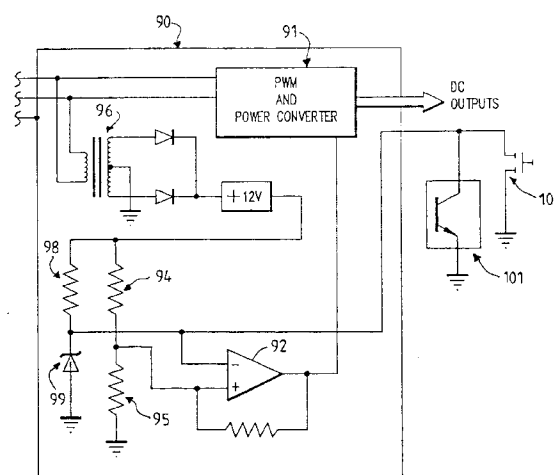 90
91
PWM
AND
POWER CONVERTER
DC
OUTPUTS
96
+ 12V
10
98
94
101
92
-
+
99
95